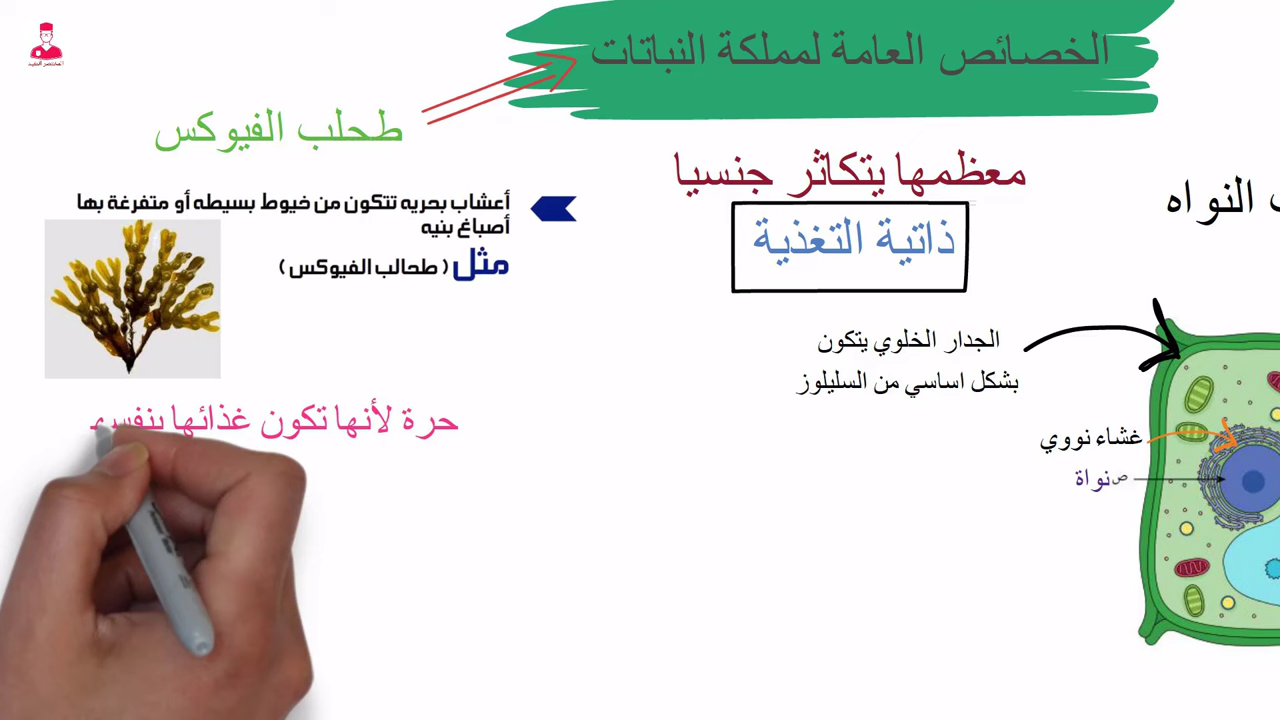 الخصائص العامة لمملكة النباتات
معظمها يتكاثر جنسيا
ذاتية التغذية
النواه
الجدار الخلوي يتكون
بشكل اساسي من السليلوز
غشاء نووي
نواة
طحلب الفيوكس
أعشاب بحريه تتكون من خيوط بسيطه أو متفرغة بها
أصباغ بنيه
مثل ( طحالب الفيوكس )
حرة لأنها تكون غذائها